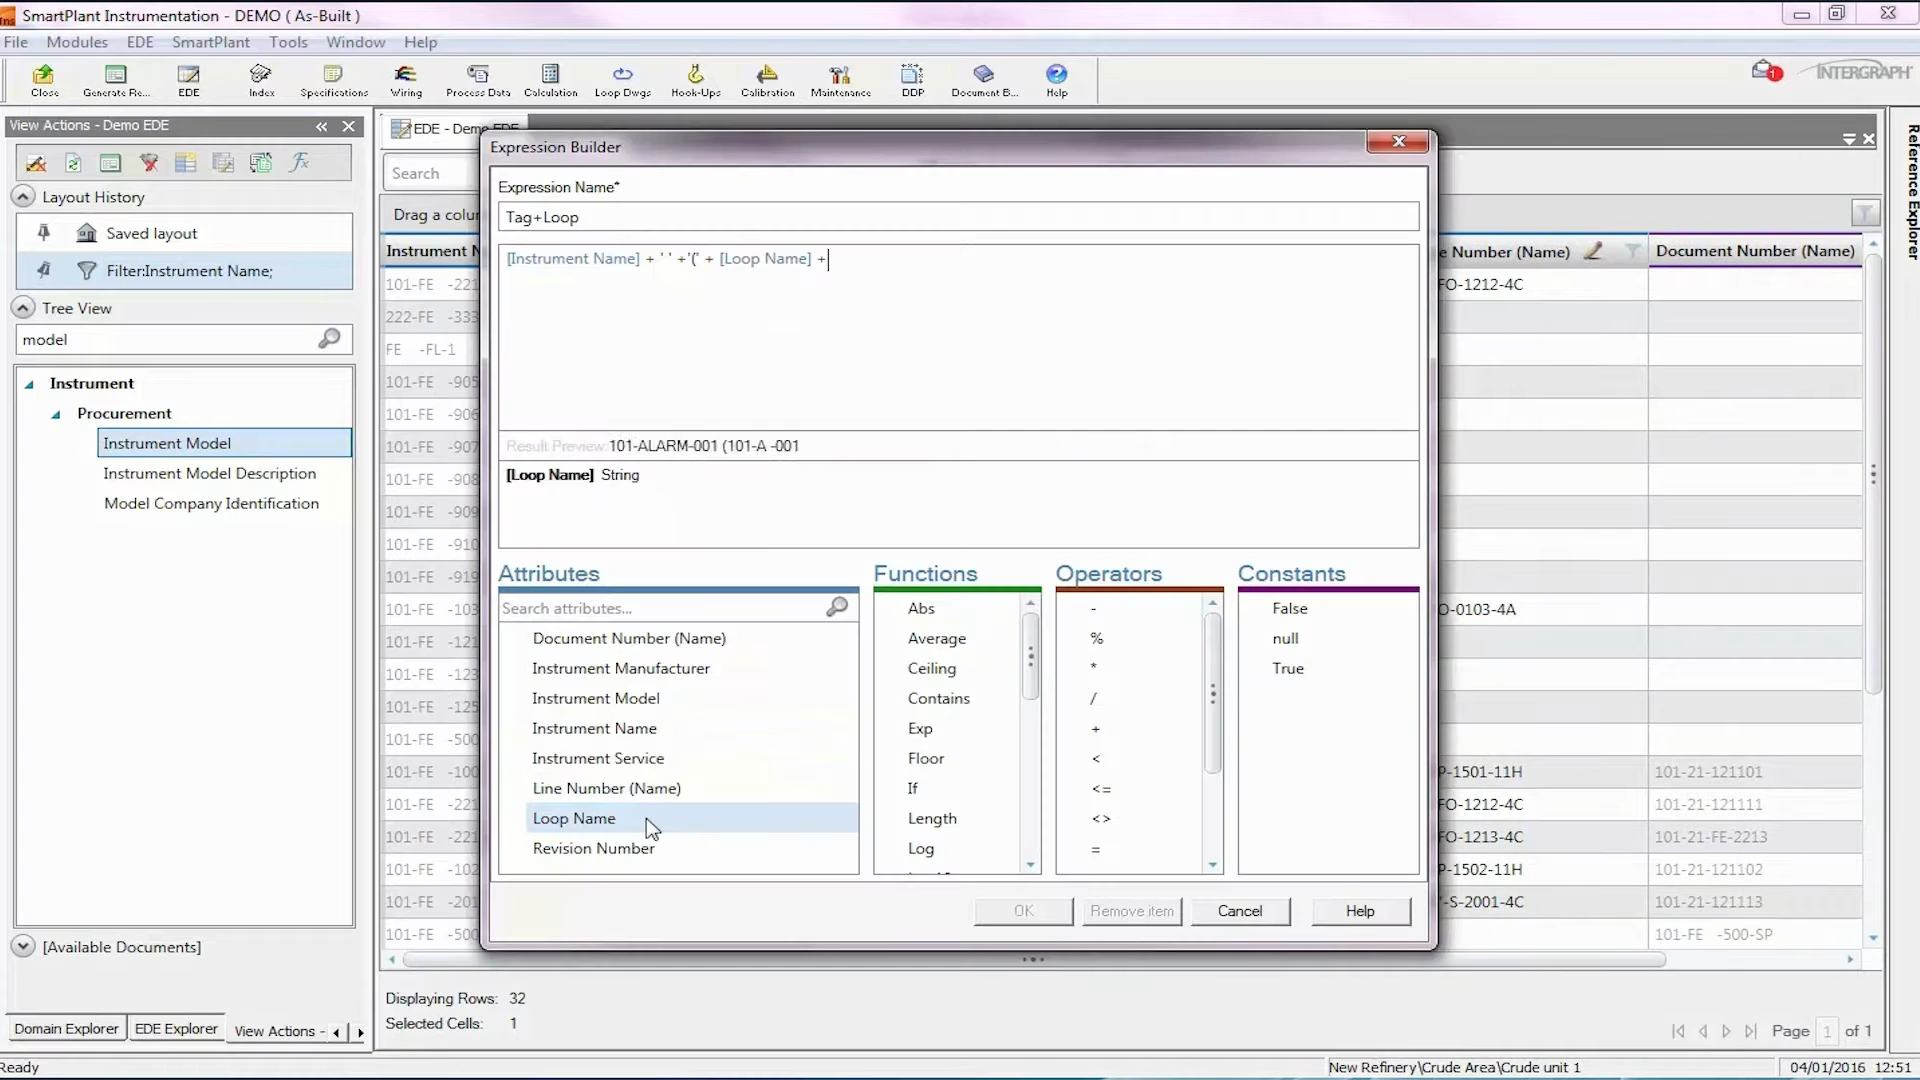 SmartPlant Instrumentation - DEMO ( As-Built )
File Modules EDE SmartPlant Tools Window Help
Close Generate Re... EDE Index Specifications Wiring Process Data Calculation Loop Dwgs Hook-Ups Calibration Maintenance DDP Document B... Help
1 INTERGRAPH
View Actions - Demo EDE
Layout History
Saved layout
Filter:Instrument Name;
Tree View
model
Instrument
Procurement
Instrument Model
Instrument Model Description
Model Company Identification
[Available Documents]
Domain Explorer EDE Explorer View Actions -
EDE - Demo EDE
Search
Drag a colu
Instrument N
101-FE -221
222-FE -333
FE -FL-1
101-FE -905
101-FE -906
101-FE -907
101-FE -908
101-FE -909
101-FE -910
101-FE -919
101-FE -103
101-FE -121
101-FE -123
101-FE -125
101-FE -500
101-FE -100
101-FE -221
101-FE -221
101-FE -102
101-FE -201
101-FE -500
Expression Builder
Expression Name*
Tag+Loop
[Instrument Name] + ' ' +'(' + [Loop Name] +
Result Preview: 101-ALARM-001 (101-A -001
[Loop Name] String
Attributes
Search attributes...
Document Number (Name)
Instrument Manufacturer
Instrument Model
Instrument Name
Instrument Service
Line Number (Name)
Loop Name
Revision Number
Functions
Abs
Average
Ceiling
Contains
Exp
Floor
If
Length
Log
Operators
-
%
*
/
+
<
<=
<>
=
Constants
False
null
True
OK Remove item Cancel Help
e Number (Name) Document Number (Name)
FO-1212-4C
O-0103-4A
P-1501-11H 101-21-121101
FO-1212-4C 101-21-121111
FO-1213-4C 101-21-FE-2213
P-1502-11H 101-21-121102
-S-2001-4C 101-21-121113
101-FE -500-SP
Reference Explorer
Displaying Rows: 32
Selected Cells: 1
Page 1 of 1
Ready New Refinery\Crude Area\Crude unit 1 04/01/2016 12:51